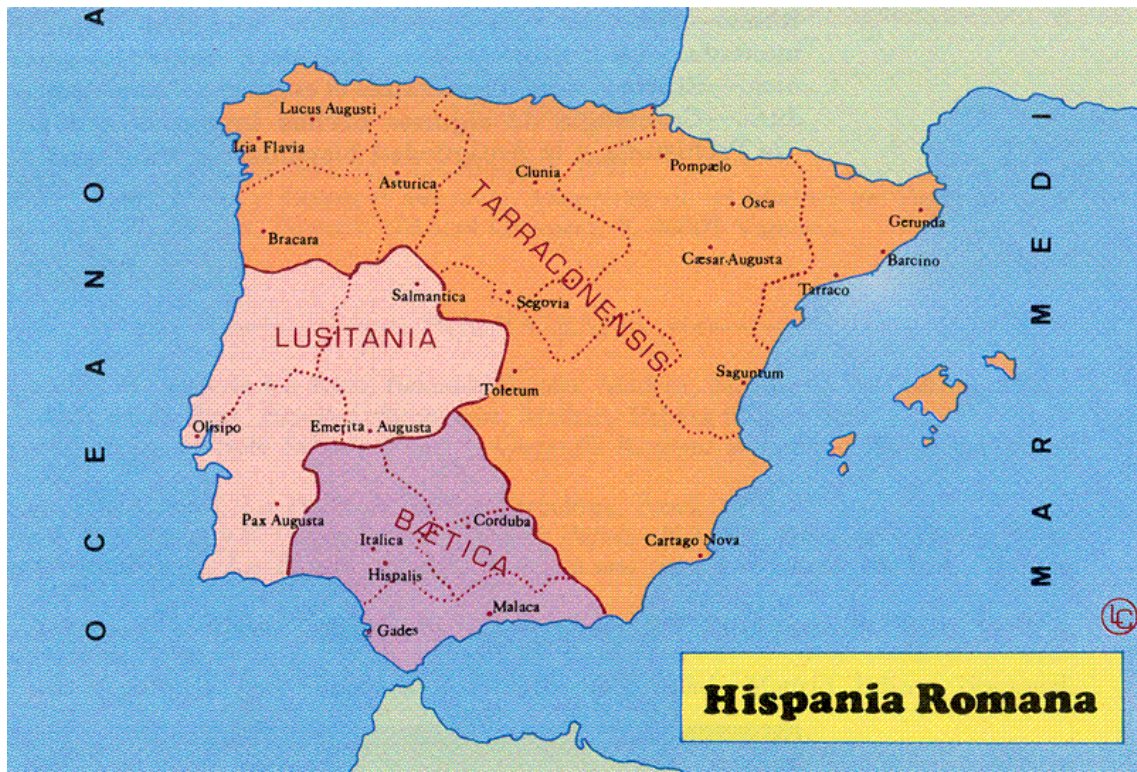 OCEANO A
MAR MEDI
Lucus Augusti
Iria Flavia
Asturica
Clunia
Pompælo
Osca
Gerunda
Bracara
TARRACONENSIS
Cæsar-Augusta
Barcino
Tarraco
Salmantica
Segovia
LUSITANIA
Toletum
Saguntum
Olisipo
Emerita Augusta
Pax Augusta
BÆTICA
Corduba
Italica
Cartago Nova
Hispalis
Malaca
Gades
LC
Hispania Romana